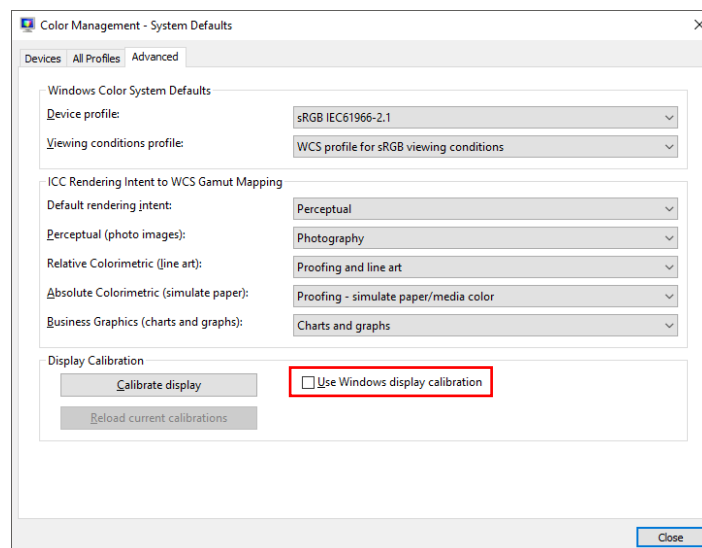 Color Management - System Defaults
Devices All Profiles Advanced
Windows Color System Defaults
Device profile: sRGB IEC61966-2.1
Viewing conditions profile: WCS profile for sRGB viewing conditions
ICC Rendering Intent to WCS Gamut Mapping
Default rendering intent: Perceptual
Perceptual (photo images): Photography
Relative Colorimetric (line art): Proofing and line art
Absolute Colorimetric (simulate paper): Proofing - simulate paper/media color
Business Graphics (charts and graphs): Charts and graphs
Display Calibration
Calibrate display Use Windows display calibration
Reload current calibrations
Close